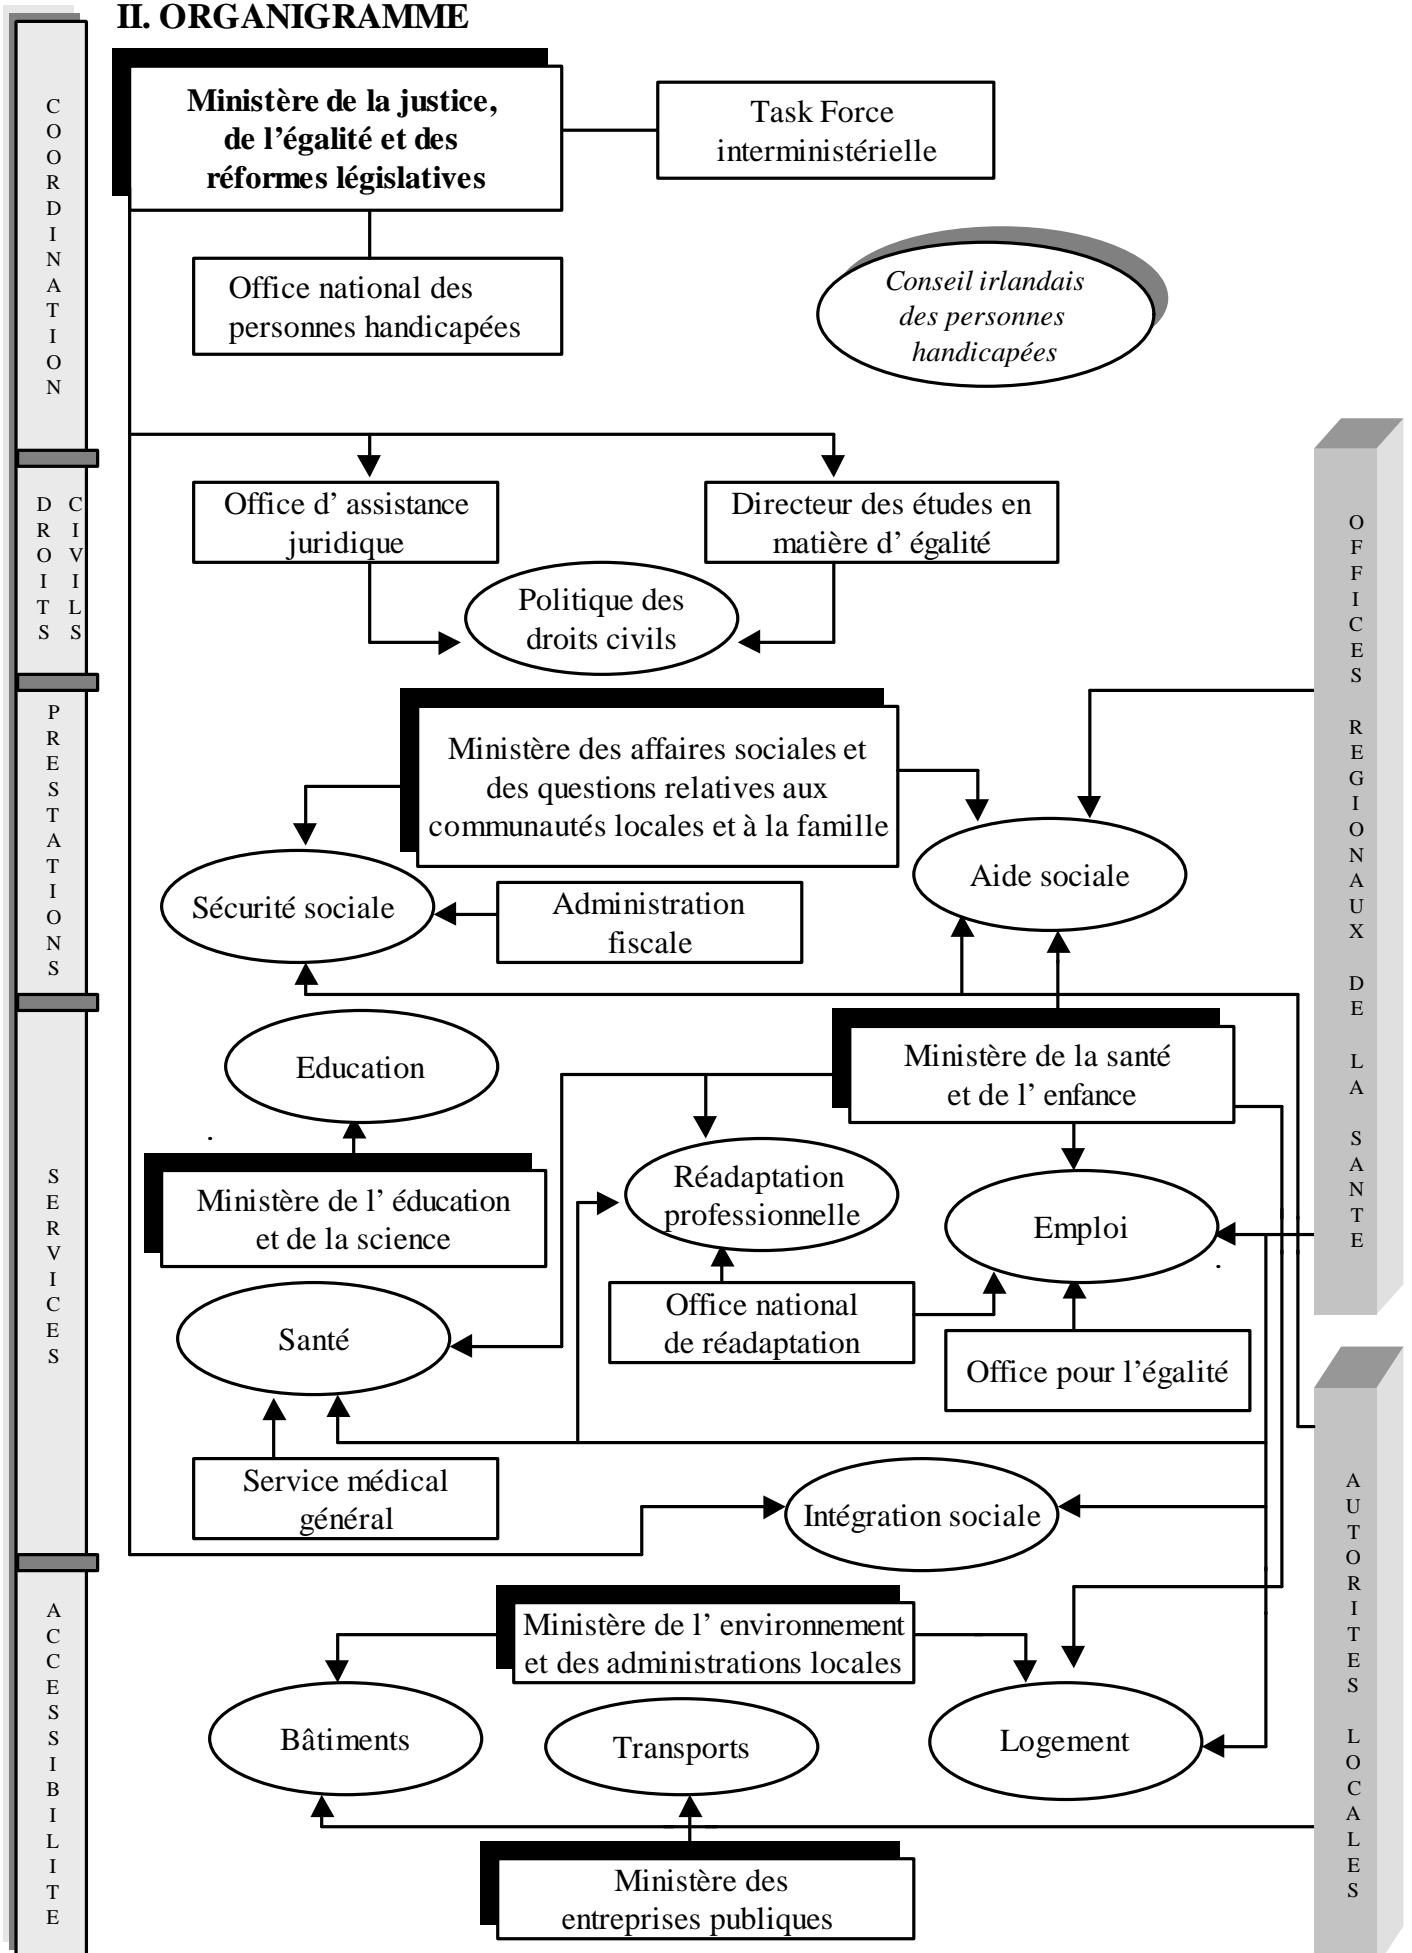 II. ORGANIGRAMME
COORDINATION
Ministère de la justice,
de l’égalité et des
réformes législatives
Task Force
interministérielle
Office national des
personnes handicapées
Conseil irlandais
des personnes
handicapées
DROITS
CIVILS
Office d’ assistance
juridique
Directeur des études en
matière d’ égalité
Politique des
droits civils
OFFICES REGIONAUX DE LA SANTE
PRESTATIONS
Ministère des affaires sociales et
des questions relatives aux
communautés locales et à la famille
Sécurité sociale
Administration
fiscale
Aide sociale
SERVICES
Education
Ministère de la santé
et de l’ enfance
Ministère de l’ éducation
et de la science
Réadaptation
professionnelle
Emploi
Santé
Office national
de réadaptation
Office pour l’égalité
Service médical
général
Intégration sociale
AUTORITES LOCALES
ACCESSIBILITE
Ministère de l’ environnement
et des administrations locales
Bâtiments
Transports
Logement
Ministère des
entreprises publiques